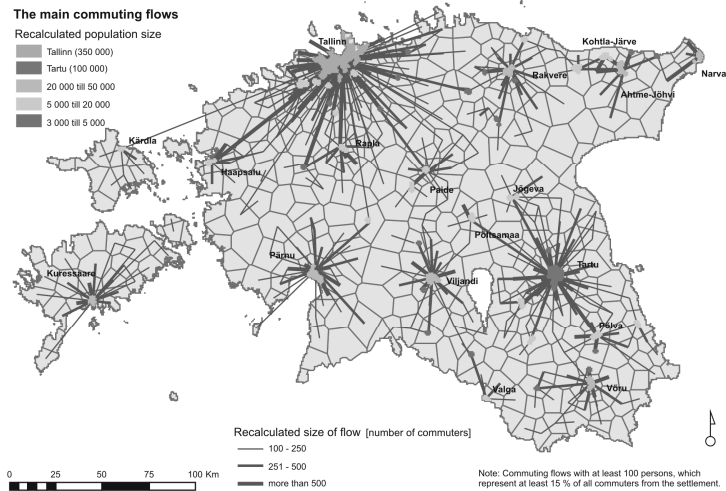 The main commuting flows
Recalculated population size
Tallinn (350 000)
Tartu (100 000)
20 000 till 50 000
5 000 till 20 000
3 000 till 5 000
Tallinn
Kohtla-Järve
Narva
Rakvere
Ahtme-Jõhvi
Kärdla
Rapla
Haapsalu
Paide
Jõgeva
Põltsamaa
Pärnu
Tartu
Kuressaare
Viljandi
Põlva
Valga
Võru
Recalculated size of flow [number of commuters]
100 - 250
251 - 500
more than 500
0 25 50 75 100 Km
Note: Commuting flows with at least 100 persons, which
represent at least 15 % of all commuters from the settlement.